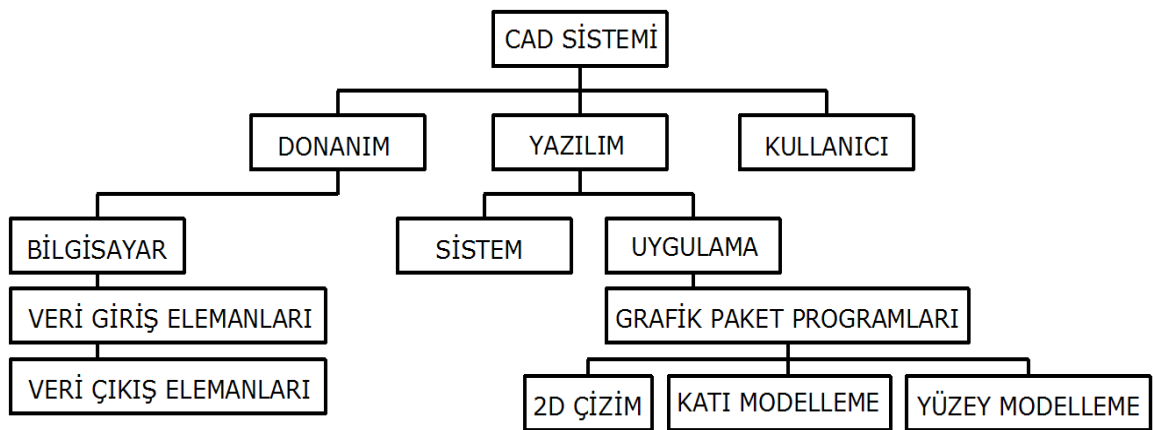 CAD SİSTEMİ
DONANIM
YAZILIM
KULLANICI
BİLGİSAYAR
SİSTEM
UYGULAMA
VERİ GİRİŞ ELEMANLARI
GRAFİK PAKET PROGRAMLARI
VERİ ÇIKIŞ ELEMANLARI
2D ÇİZİM
KATI MODELLEME
YÜZEY MODELLEME